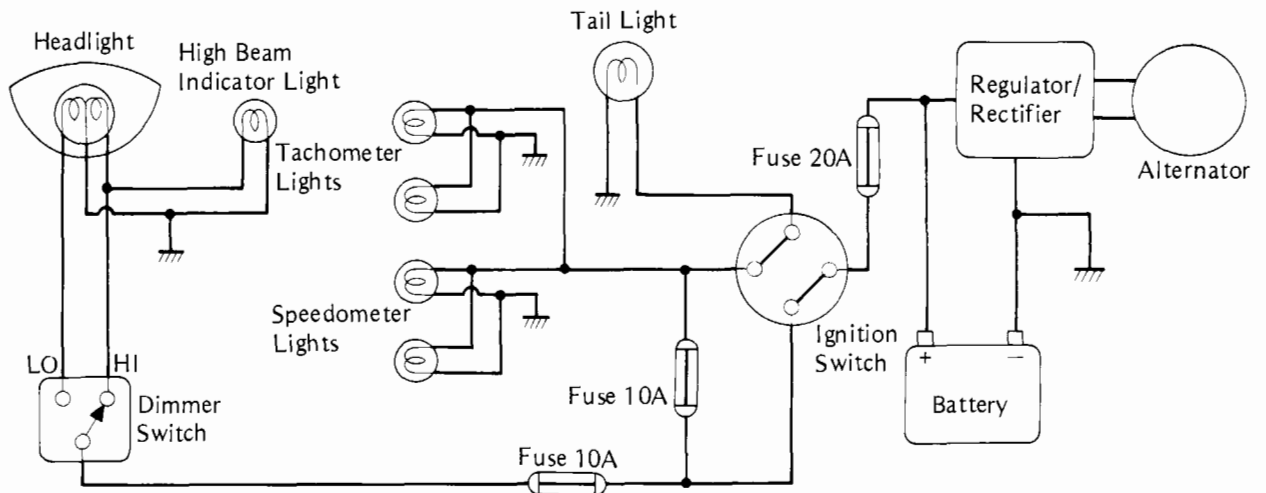 Tail Light
Headlight
High Beam
Indicator Light
Regulator/
Rectifier
Tachometer
Lights
Fuse 20A
Alternator
Speedometer
Lights
Ignition
Switch
LO
HI
Dimmer
Switch
Fuse 10A
+
−
Battery
Fuse 10A